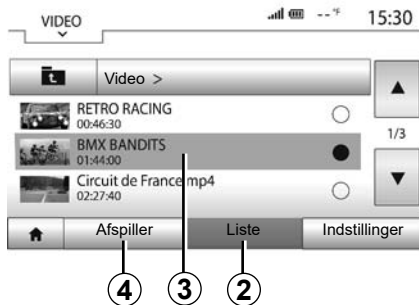 VIDEO
--°F
15:30
Video >
RETRO RACING
00:46:30
BMX BANDITS
01:44:00
1/3
Circuit de France.mp4
02:27:40
Afspiller
Liste
Indstillinger
4
3
2